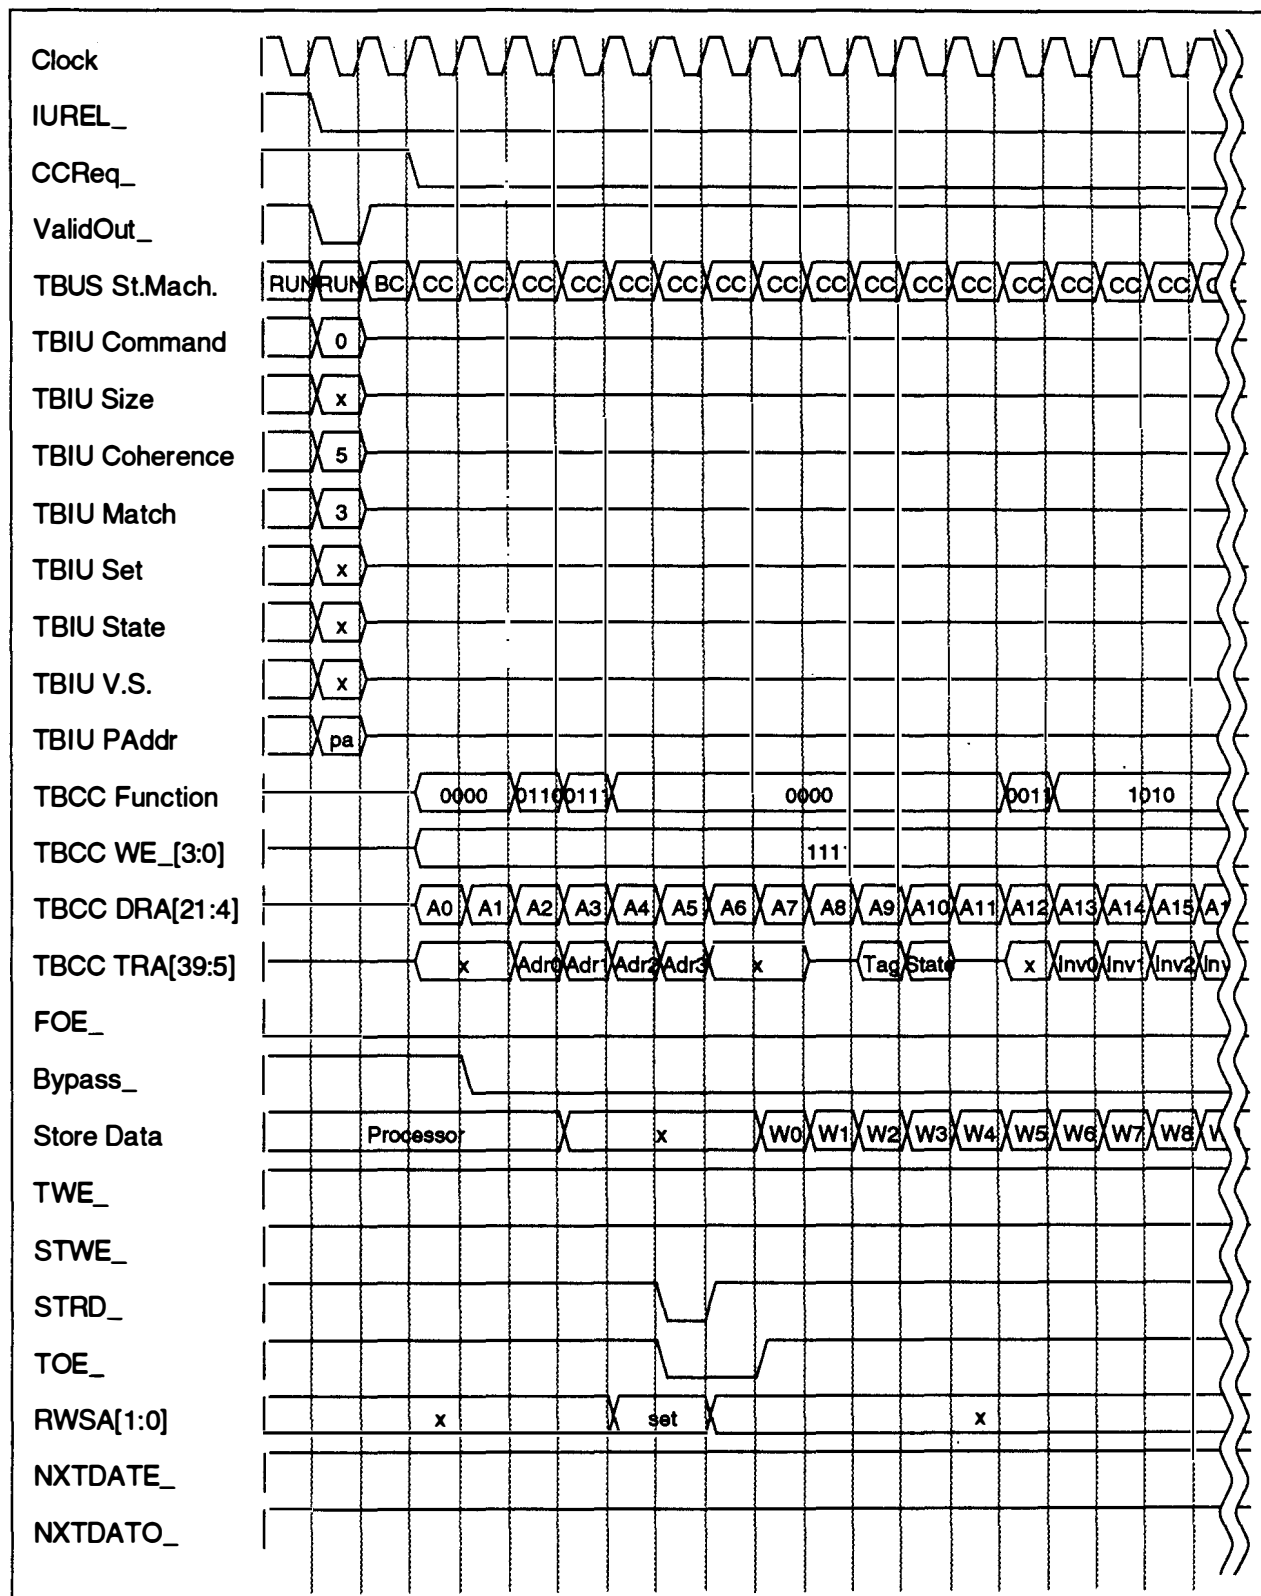 Clock
IUREL_
CCReq_
ValidOut_
TBUS St.Mach. RUN RUN BC CC CC CC CC CC CC CC CC CC CC CC CC CC CC CC CC
TBIU Command 0
TBIU Size x
TBIU Coherence 5
TBIU Match 3
TBIU Set x
TBIU State x
TBIU V.S. x
TBIU PAddr pa
TBCC Function 0000 0110 0111 0000 0011 1010
TBCC WE_[3:0] 111
TBCC DRA[21:4] A0 A1 A2 A3 A4 A5 A6 A7 A8 A9 A10 A11 A12 A13 A14 A15 A1
TBCC TRA[39:5] x Adr0 Adr1 Adr2 Adr3 x Tag State x Inv0 Inv1 Inv2 Inv
FOE_
Bypass_
Store Data Processor x W0 W1 W2 W3 W4 W5 W6 W7 W8
TWE_
STWE_
STRD_
TOE_
RWSA[1:0] x set x
NXTDATE_
NXTDATO_